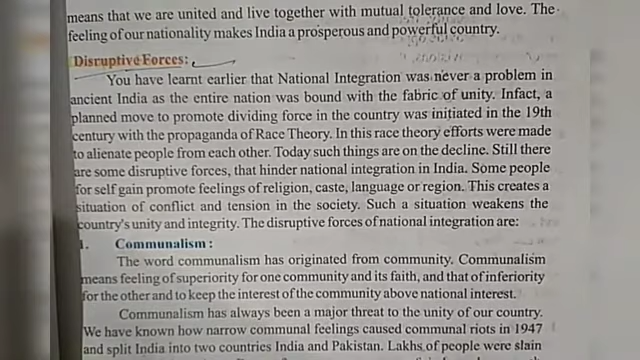 means that we are united and live together with mutual tolerance and love. The
feeling of our nationality makes India a prosperous and powerful country.
Disruptive Forces:
You have learnt earlier that National Integration was never a problem in
ancient India as the entire nation was bound with the fabric of unity. Infact, a
planned move to promote dividing force in the country was initiated in the 19th
century with the propaganda of Race Theory. In this race theory efforts were made
to alienate people from each other. Today such things are on the decline. Still there
are some disruptive forces, that hinder national integration in India. Some people
for self gain promote feelings of religion, caste, language or region. This creates a
situation of conflict and tension in the society. Such a situation weakens the
country's unity and integrity. The disruptive forces of national integration are:
1. Communalism :
The word communalism has originated from community. Communalism
means feeling of superiority for one community and its faith, and that of inferiority
for the other and to keep the interest of the community above national interest.
Communalism has always been a major threat to the unity of our country.
We have known how narrow communal feelings caused communal riots in 1947
and split India into two countries India and Pakistan. Lakhs of people were slain